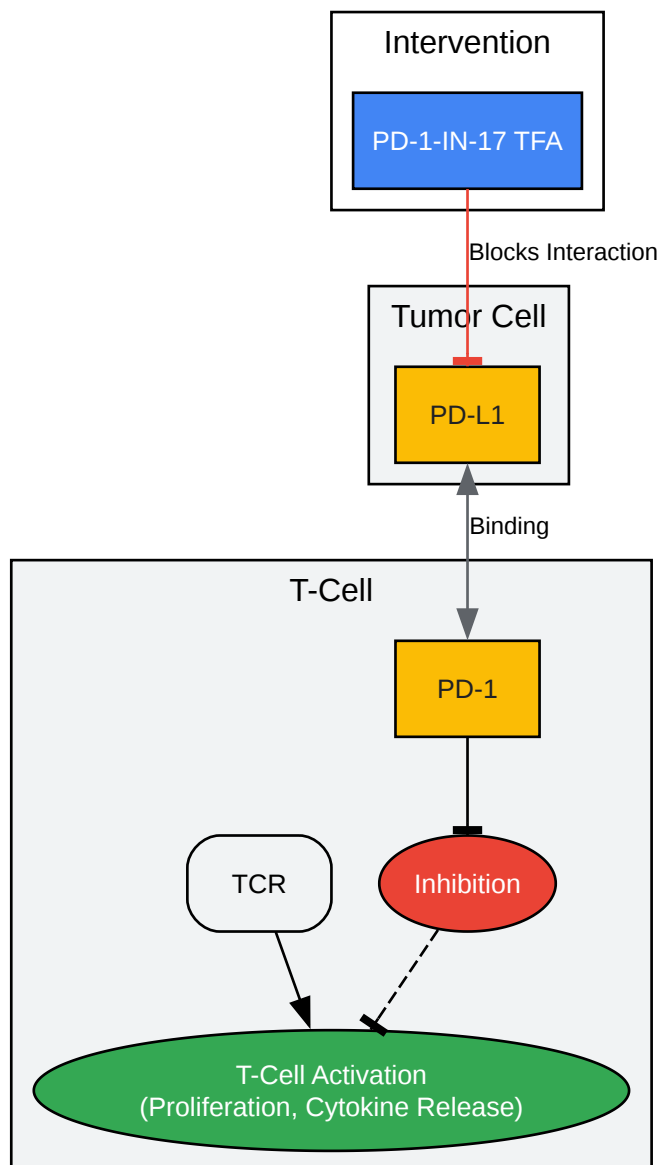 Intervention
PD-1-IN-17 TFA
Blocks Interaction
Tumor Cell
PD-L1
Binding
T-Cell
PD-1
TCR
Inhibition
T-Cell Activation
(Proliferation, Cytokine Release)